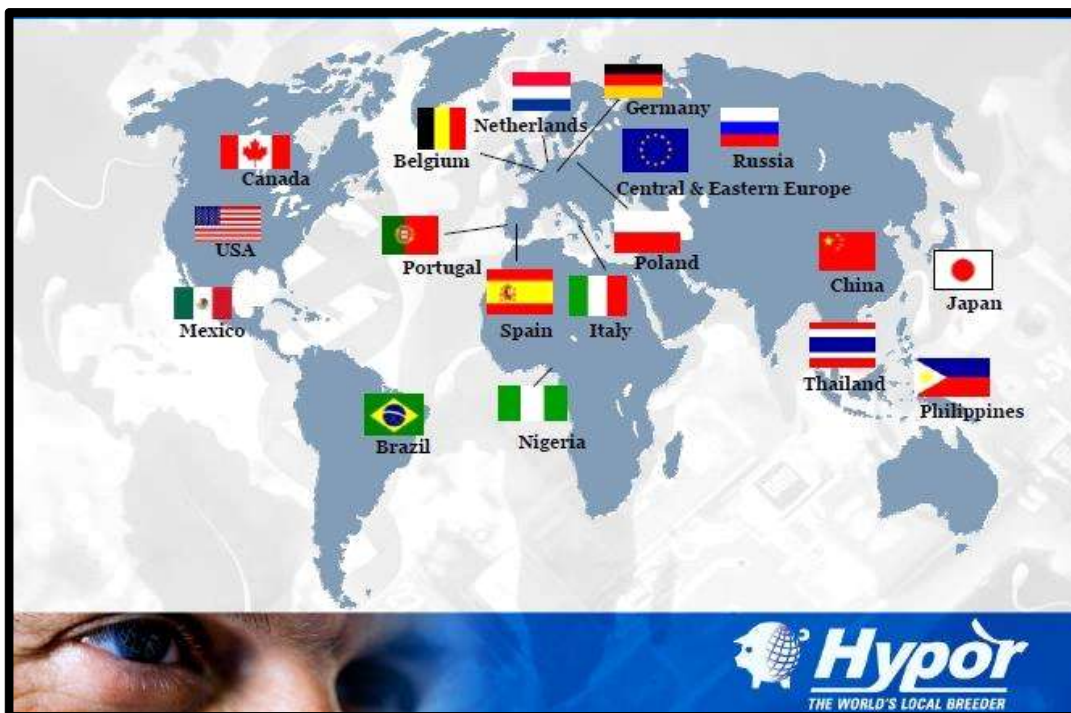 Netherlands
Germany
Belgium
Canada
Central & Eastern Europe
Russia
USA
Portugal
Poland
China
Mexico
Spain
Italy
Japan
Thailand
Philippines
Brazil
Nigeria
Hypòr
THE WORLD'S LOCAL BREEDER